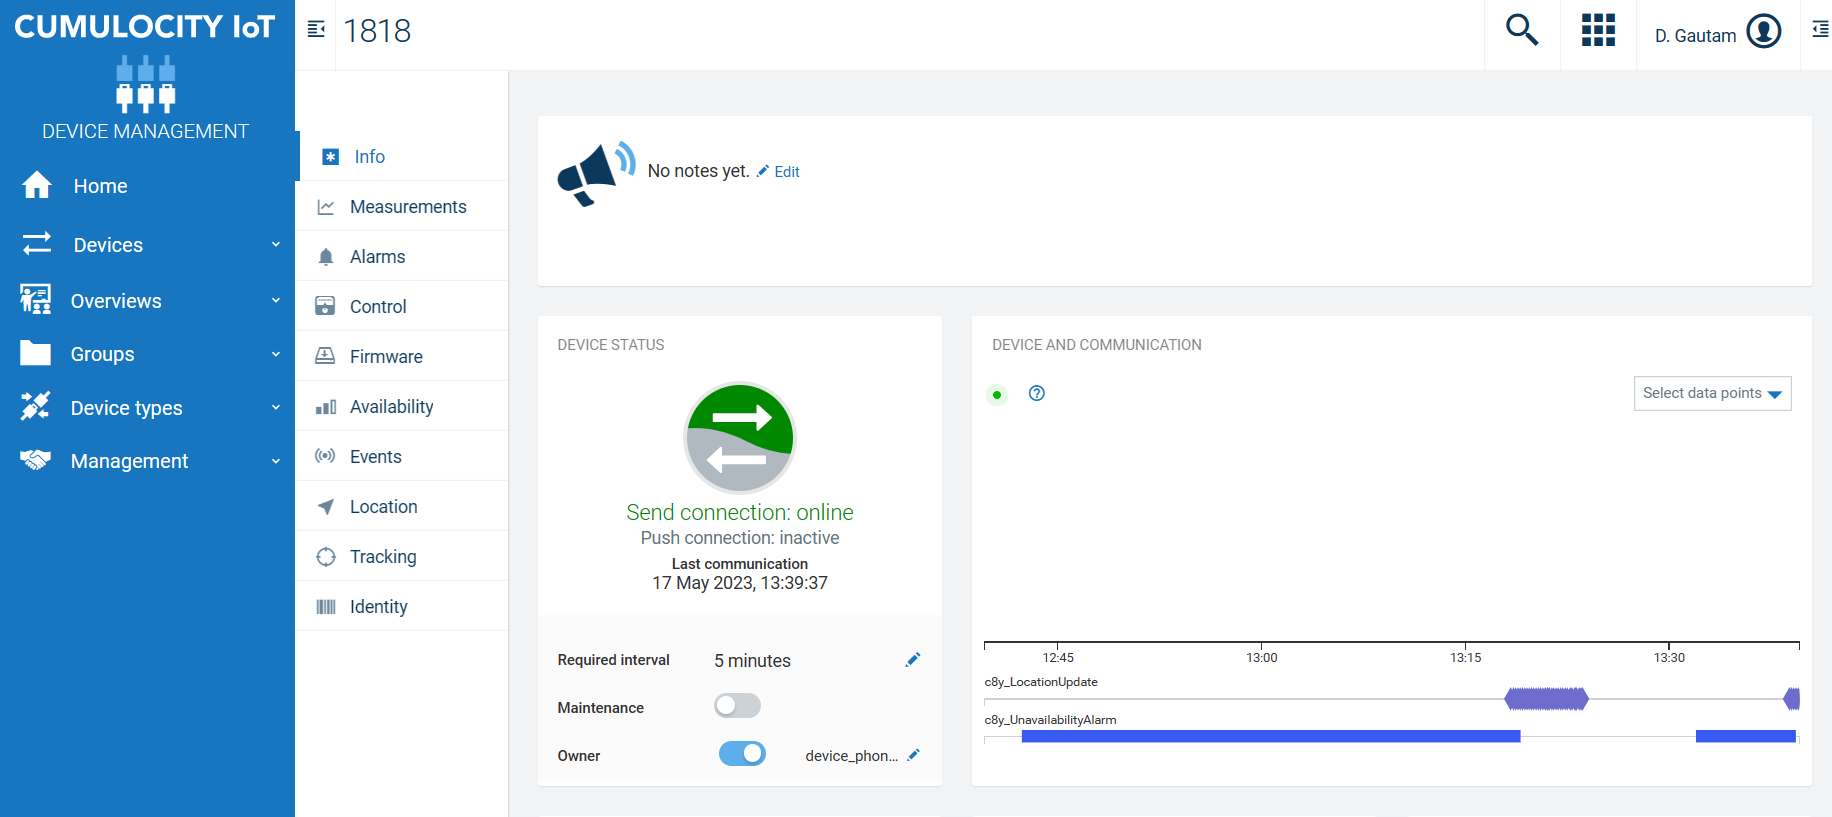 CUMULOCITY IoT
DEVICE MANAGEMENT
Home
Devices
Overviews
Groups
Device types
Management
1818
D. Gautam
Info
Measurements
Alarms
Control
Firmware
Availability
Events
Location
Tracking
Identity
No notes yet. Edit
DEVICE STATUS
Send connection: online
Push connection: inactive
Last communication
17 May 2023, 13:39:37
Required interval 5 minutes
Maintenance
Owner device_phon...
DEVICE AND COMMUNICATION
Select data points
12:45 13:00 13:15 13:30
c8y_LocationUpdate
c8y_UnavailabilityAlarm